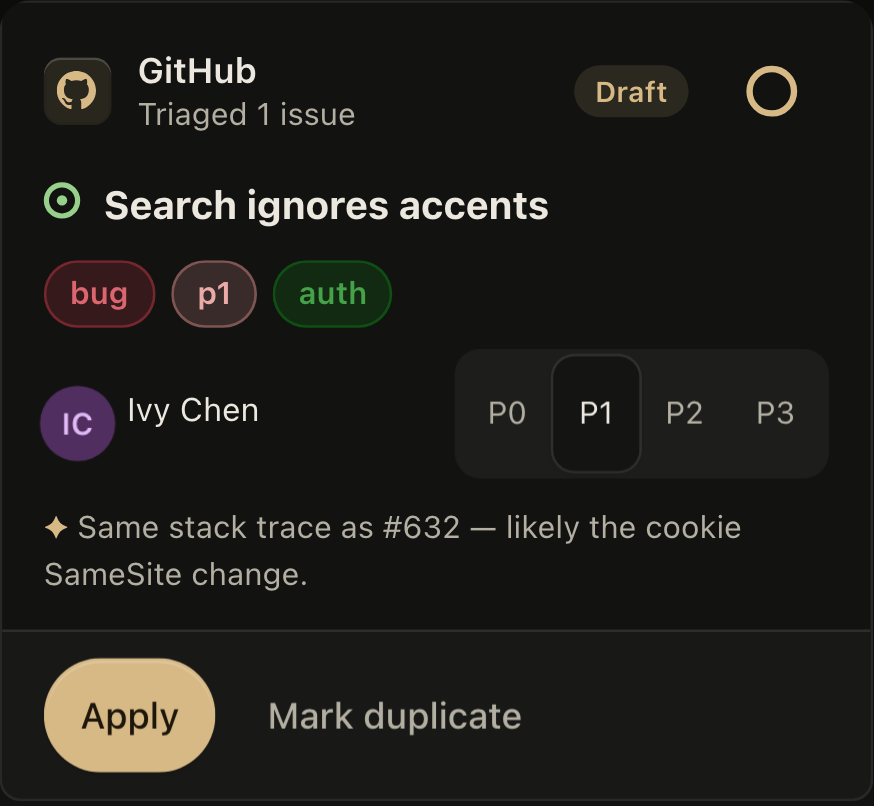 GitHub
Draft
Triaged 1 issue
Search ignores accents
bug p1 auth
IC Ivy Chen
P0 P1 P2 P3
Same stack trace as #632 — likely the cookie
SameSite change.
Apply Mark duplicate